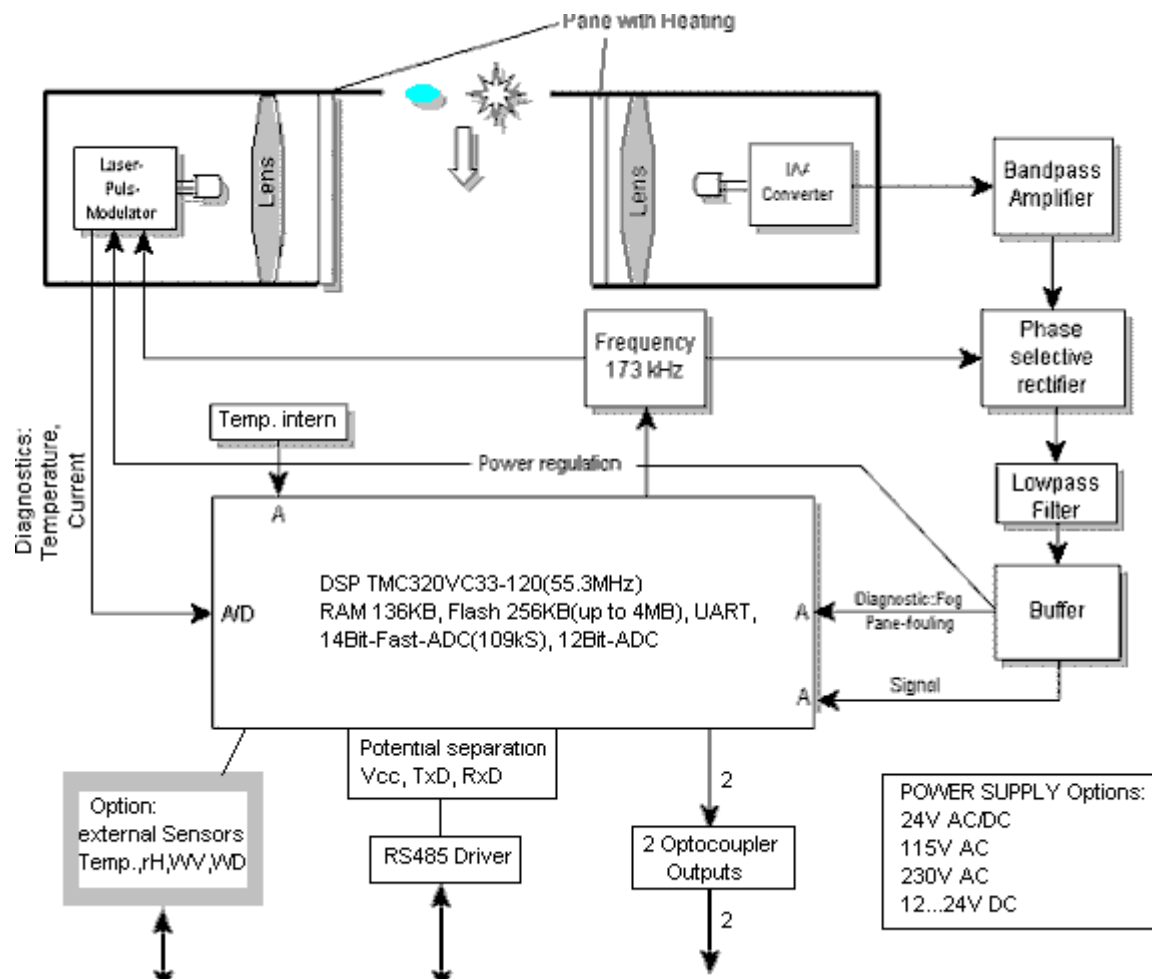 Pane with Heating
Laser-
Puls-
Modulator
Lens
Lens
Converter
Bandpass
Amplifier
Frequency
173 kHz
Phase
selective
rectifier
Temp. intern
Diagnostics:
Temperature,
Current
Power regulation
Lowpass
Filter
A
DSP TMC320VC33-120(55.3MHz)
RAM 136KB, Flash 256KB(up to 4MB), UART,
14Bit-Fast-ADC(109kS), 12Bit-ADC
A/D
A
Diagnostic::Fog
Pane-fouling
Buffer
A
Signal
Potential separation
Vcc, TxD, RxD
2
Option:
external Sensors
Temp.,rH,WV,WD
RS485 Driver
2 Optocoupler
Outputs
2
POWER SUPPLY Options:
24V AC/DC
115V AC
230V AC
12...24V DC